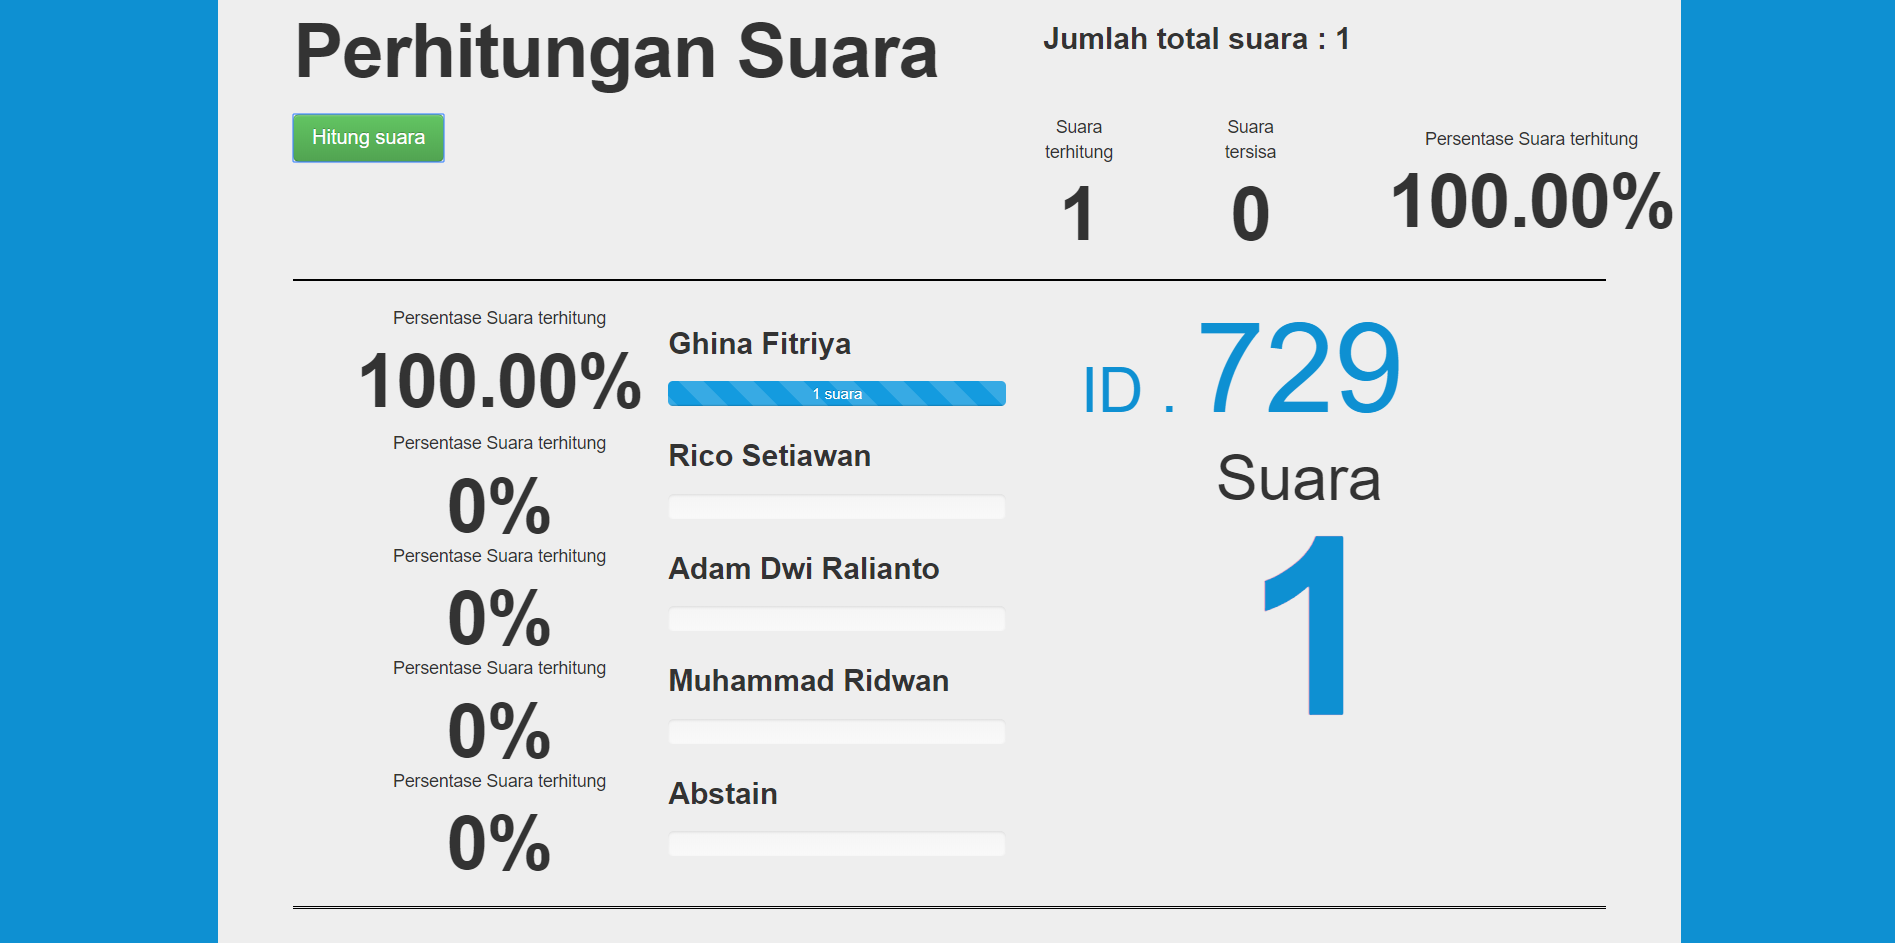 Perhitungan Suara
Jumlah total suara : 1
Hitung suara
Suara
terhitung
1
Suara
tersisa
0
Persentase Suara terhitung
100.00%
Persentase Suara terhitung
100.00%
Ghina Fitriya
1 suara
Persentase Suara terhitung
0%
Rico Setiawan
Persentase Suara terhitung
0%
Adam Dwi Ralianto
Persentase Suara terhitung
0%
Muhammad Ridwan
Persentase Suara terhitung
0%
Abstain
ID . 729
Suara
1